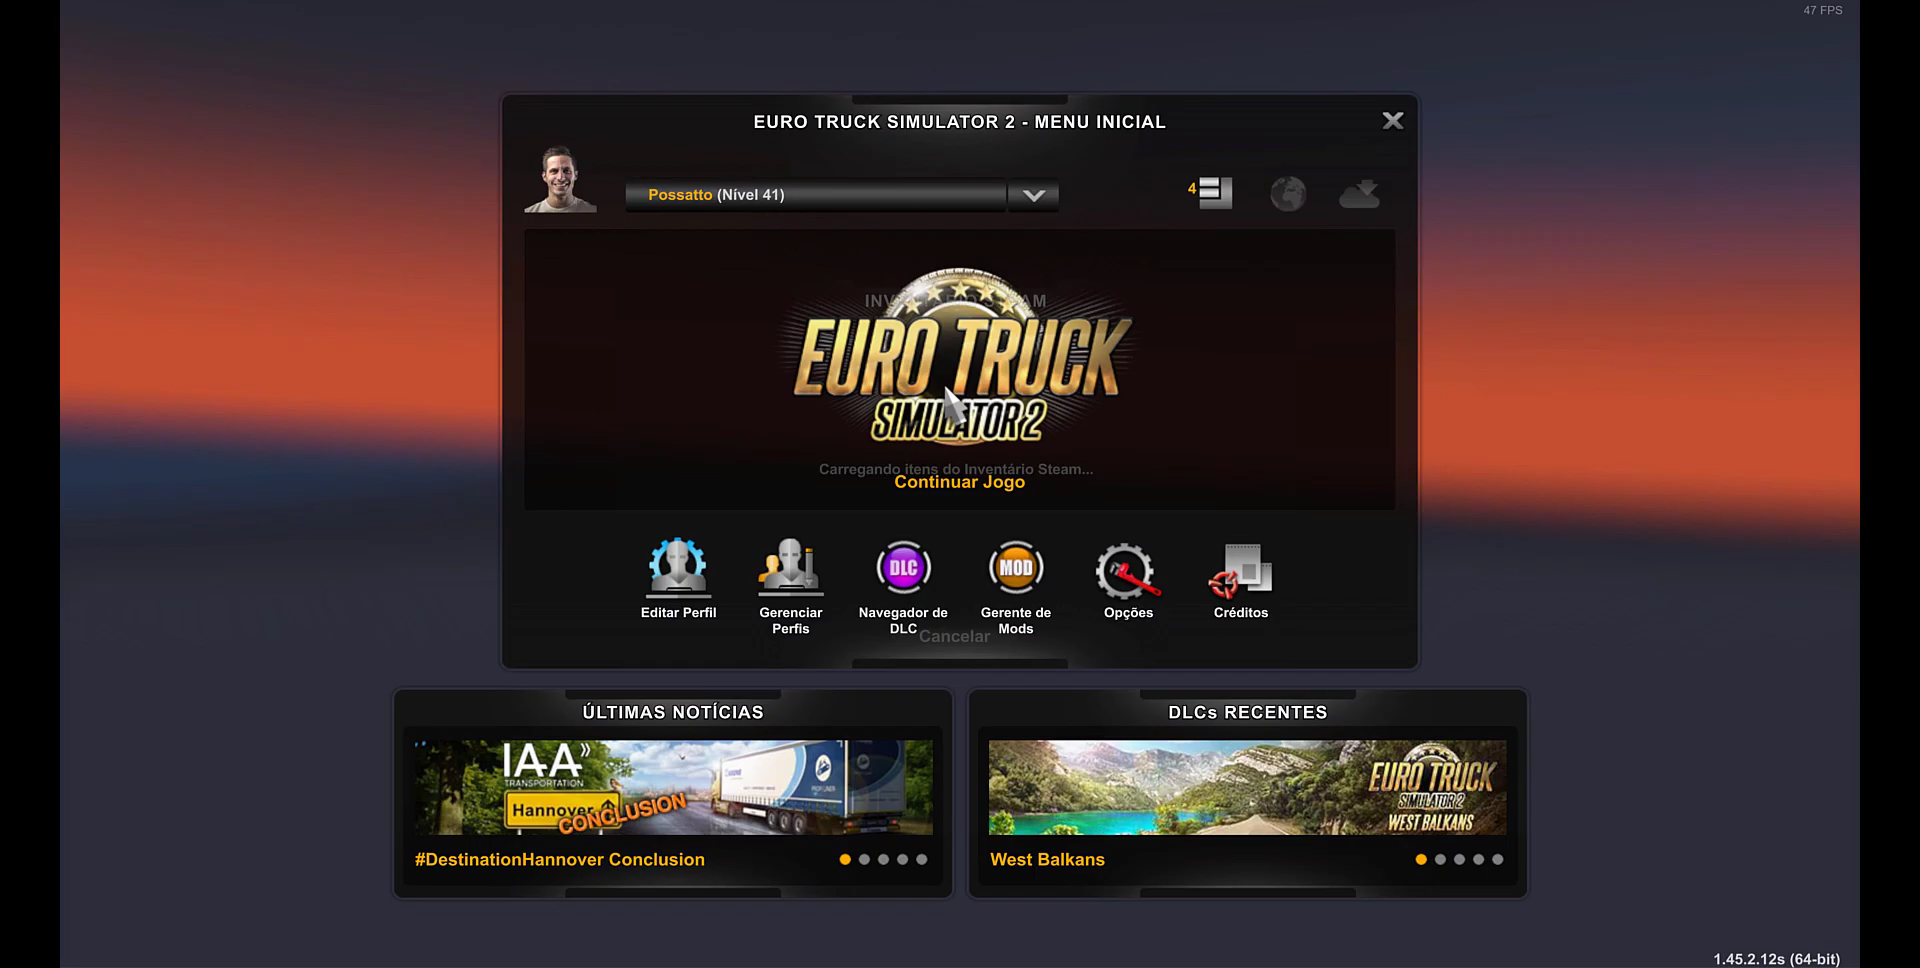 47 FPS
EURO TRUCK SIMULATOR 2 - MENU INICIAL
Possatto (Nível 41)
4
INVENTÁRIO STEAM
EURO TRUCK
SIMULATOR 2
Carregando itens do Inventário Steam...
Continuar Jogo
DLC
MOD
Editar Perfil
Gerenciar
Perfis
Navegador de
DLC
Gerente de
Mods
Opções
Créditos
Cancelar
ÚLTIMAS NOTÍCIAS
IAA
TRANSPORTATION
Hannover
CONCLUSION
#DestinationHannover Conclusion
DLCs RECENTES
EURO TRUCK
SIMULATOR 2
WEST BALKANS
West Balkans
1.45.2.12s (64-bit)